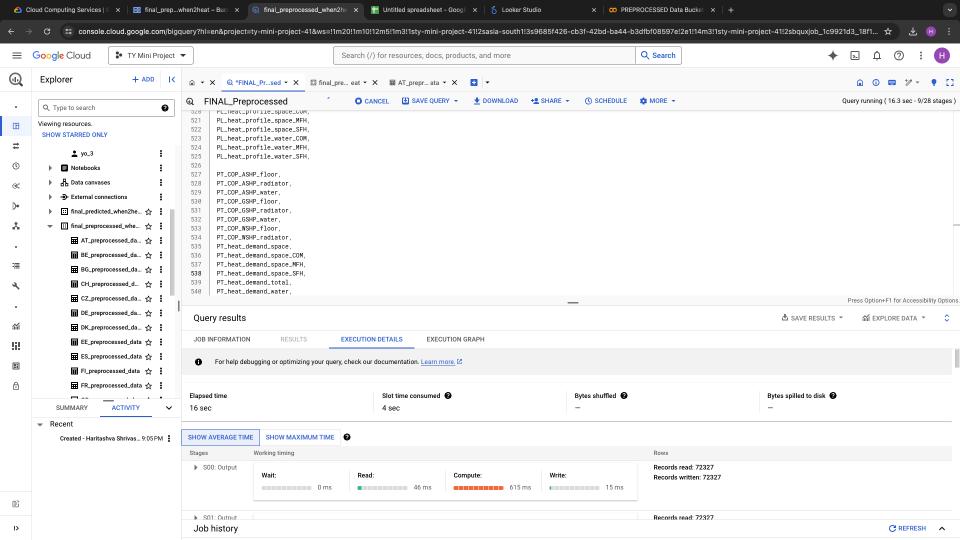 Cloud Computing Services | G
final_prep...when2heat – Buc
final_preprocessed_when2he
Untitled spreadsheet - Googl
Looker Studio
PREPROCESSED Data Bucket
console.cloud.google.com/bigquery?hl=en&project=ty-mini-project-41&ws=!1m20!1m10!12m5!1m3!1sty-mini-project-41!2sasia-south1!3s9685f426-cb3f-42bd-ba44-b3dfbf08597e!2e1!14m3!1sty-mini-project-41!2sbquxjob_1c9921d3_18f1...
Google Cloud
TY Mini Project
Search (/) for resources, docs, products, and more
Search
H
Explorer
+ ADD
*FINAL_Pr...sed
final_pre... eat
AT_prepr... ata
FINAL_Preprocessed
CANCEL
SAVE QUERY
DOWNLOAD
SHARE
SCHEDULE
MORE
Query running ( 16.3 sec - 9/28 stages )
Type to search
Viewing resources.
SHOW STARRED ONLY
yo_3
Notebooks
Data canvases
External connections
final_predicted_when2he...
final_preprocessed_whe...
AT_preprocessed_da...
BE_preprocessed_da...
BG_preprocessed_da...
CH_preprocessed_d...
CZ_preprocessed_da...
DE_preprocessed_da...
DK_preprocessed_da...
EE_preprocessed_data
ES_preprocessed_data
FI_preprocessed_data
FR_preprocessed_data
520 PL_heat_profile_space_COM,
521 PL_heat_profile_space_MFH,
522 PL_heat_profile_space_SFH,
523 PL_heat_profile_water_COM,
524 PL_heat_profile_water_MFH,
525 PL_heat_profile_water_SFH,
526
527 PT_COP_ASHP_floor,
528 PT_COP_ASHP_radiator,
529 PT_COP_ASHP_water,
530 PT_COP_GSHP_floor,
531 PT_COP_GSHP_radiator,
532 PT_COP_GSHP_water,
533 PT_COP_WSHP_floor,
534 PT_COP_WSHP_radiator,
535 PT_heat_demand_space,
536 PT_heat_demand_space_COM,
537 PT_heat_demand_space_MFH,
538 PT_heat_demand_space_SFH,
539 PT_heat_demand_total,
540 PT_heat_demand_water,
Press Option+F1 for Accessibility Options.
Query results
SAVE RESULTS
EXPLORE DATA
JOB INFORMATION
RESULTS
EXECUTION DETAILS
EXECUTION GRAPH
For help debugging or optimizing your query, check our documentation. Learn more.
Elapsed time
16 sec
Slot time consumed
4 sec
Bytes shuffled
—
Bytes spilled to disk
—
SHOW AVERAGE TIME
SHOW MAXIMUM TIME
Stages
Working timing
Rows
S00: Output
Wait:
0 ms
Read:
46 ms
Compute:
615 ms
Write:
15 ms
Records read: 72327
Records written: 72327
S01: Output
Records read: 72327
SUMMARY
ACTIVITY
Recent
Created - Haritashva Shrivas... 9:05 PM
Job history
REFRESH